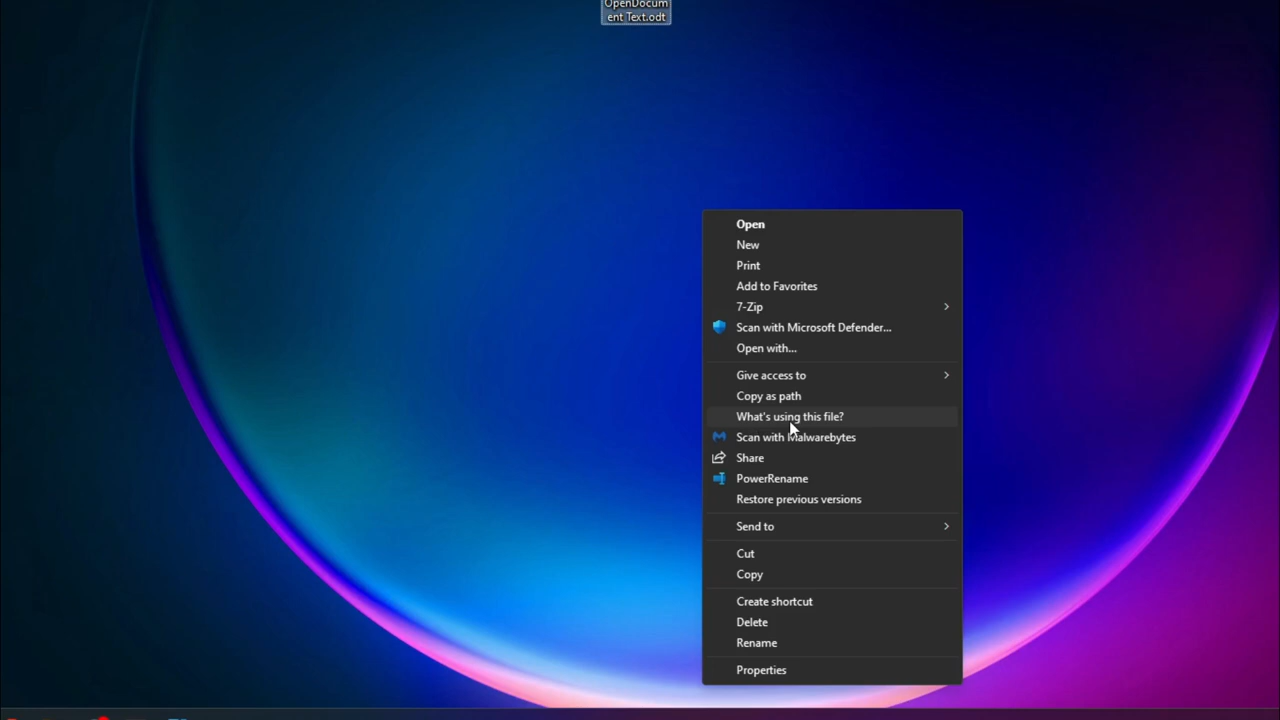 OpenDocum
ent Text.odt
Open
New
Print
Add to Favorites
7-Zip
Scan with Microsoft Defender...
Open with...
Give access to
Copy as path
What's using this file?
Scan with Malwarebytes
Share
PowerRename
Restore previous versions
Send to
Cut
Copy
Create shortcut
Delete
Rename
Properties